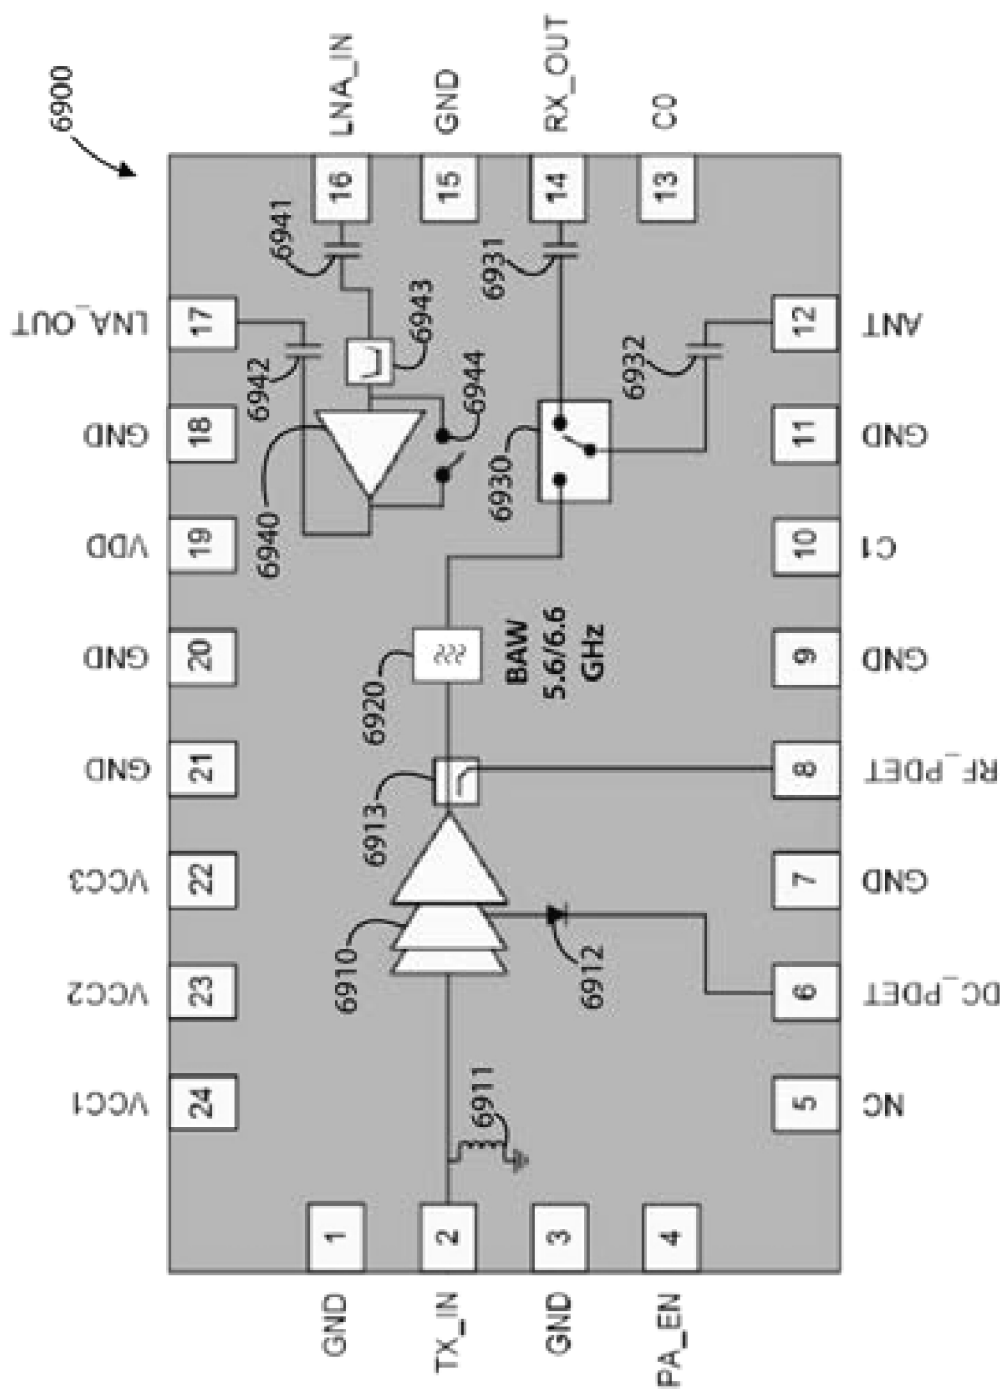 6900
LNA_IN
GND
RX_OUT
C0
16
15
14
13
6941
6931
LNA_OUT
17
6942
6943
6944
6932
12
ANT
GND
18
6940
6930
11
GND
VDD
19
10
C1
GND
20
6920
BAW
5.6/6.6
GHz
9
GND
GND
21
6913
8
RF_PDET
VCC3
22
7
GND
VCC2
23
6910
6912
6
DC_PDET
VCC1
24
6911
5
NC
1
2
3
4
GND
TX_IN
GND
PA_EN